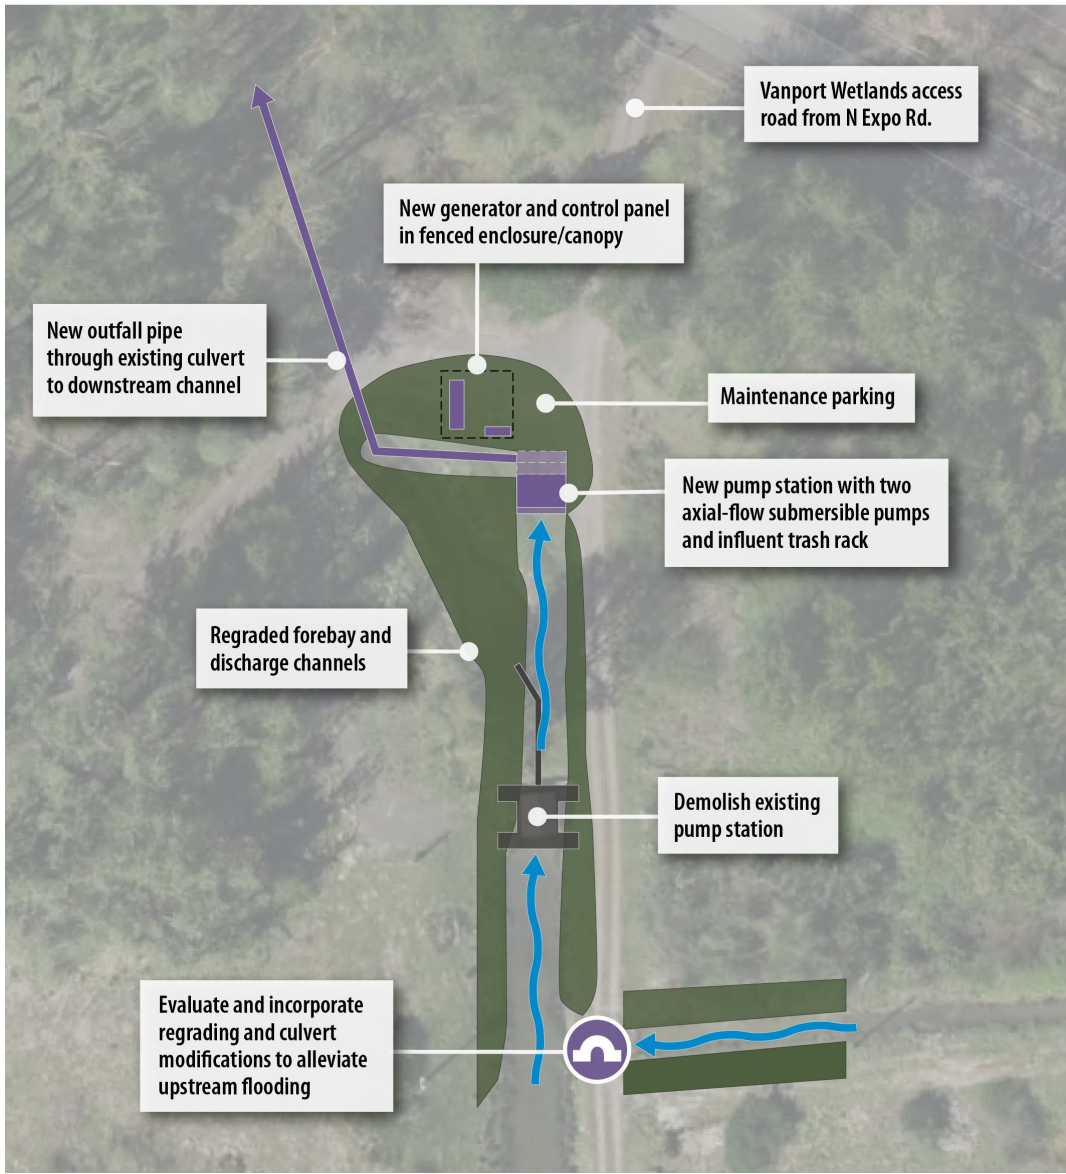 Vanport Wetlands access
road from N Expo Rd.
New generator and control panel
in fenced enclosure/canopy
New outfall pipe
through existing culvert
to downstream channel
Maintenance parking
New pump station with two
axial-flow submersible pumps
and influent trash rack
Regraded forebay and
discharge channels
Demolish existing
pump station
Evaluate and incorporate
regrading and culvert
modifications to alleviate
upstream flooding